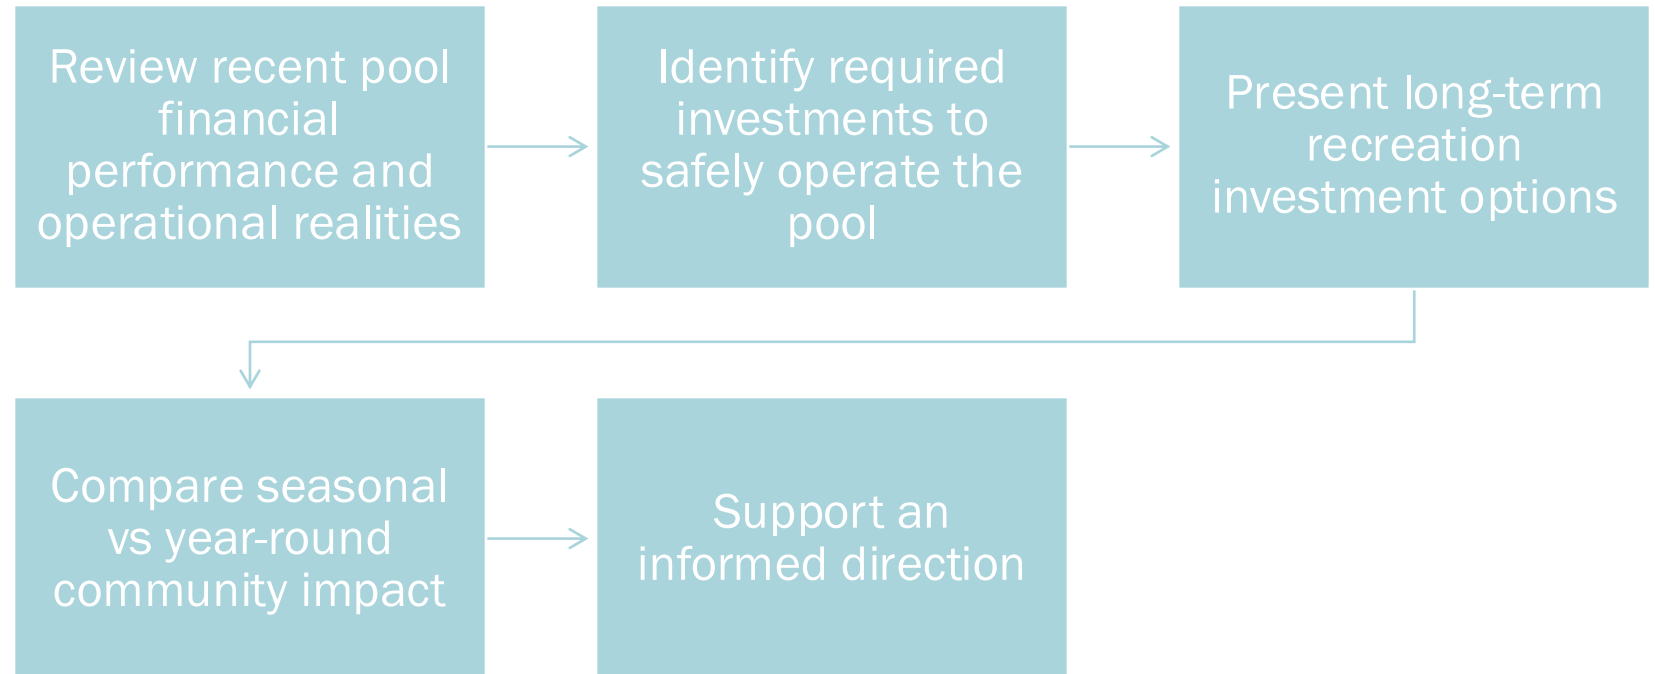 Review recent pool
financial
performance and
operational realities
Identify required
investments to
safely operate the
pool
Present long-term
recreation
investment options
Compare seasonal
vs year-round
community impact
Support an
informed direction